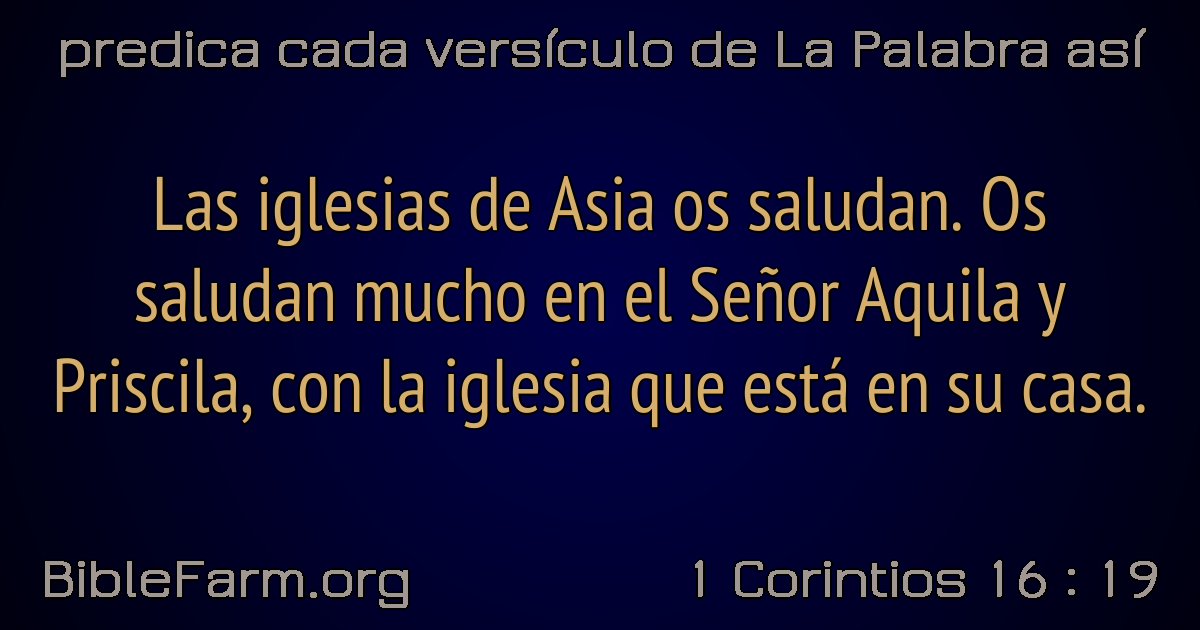 predica cada versículo de La Palabra así
Las iglesias de Asia os saludan. Os
saludan mucho en el Señor Aquila y
Priscila, con la iglesia que está en su casa.
BibleFarm.org
1 Corintios 16 : 19